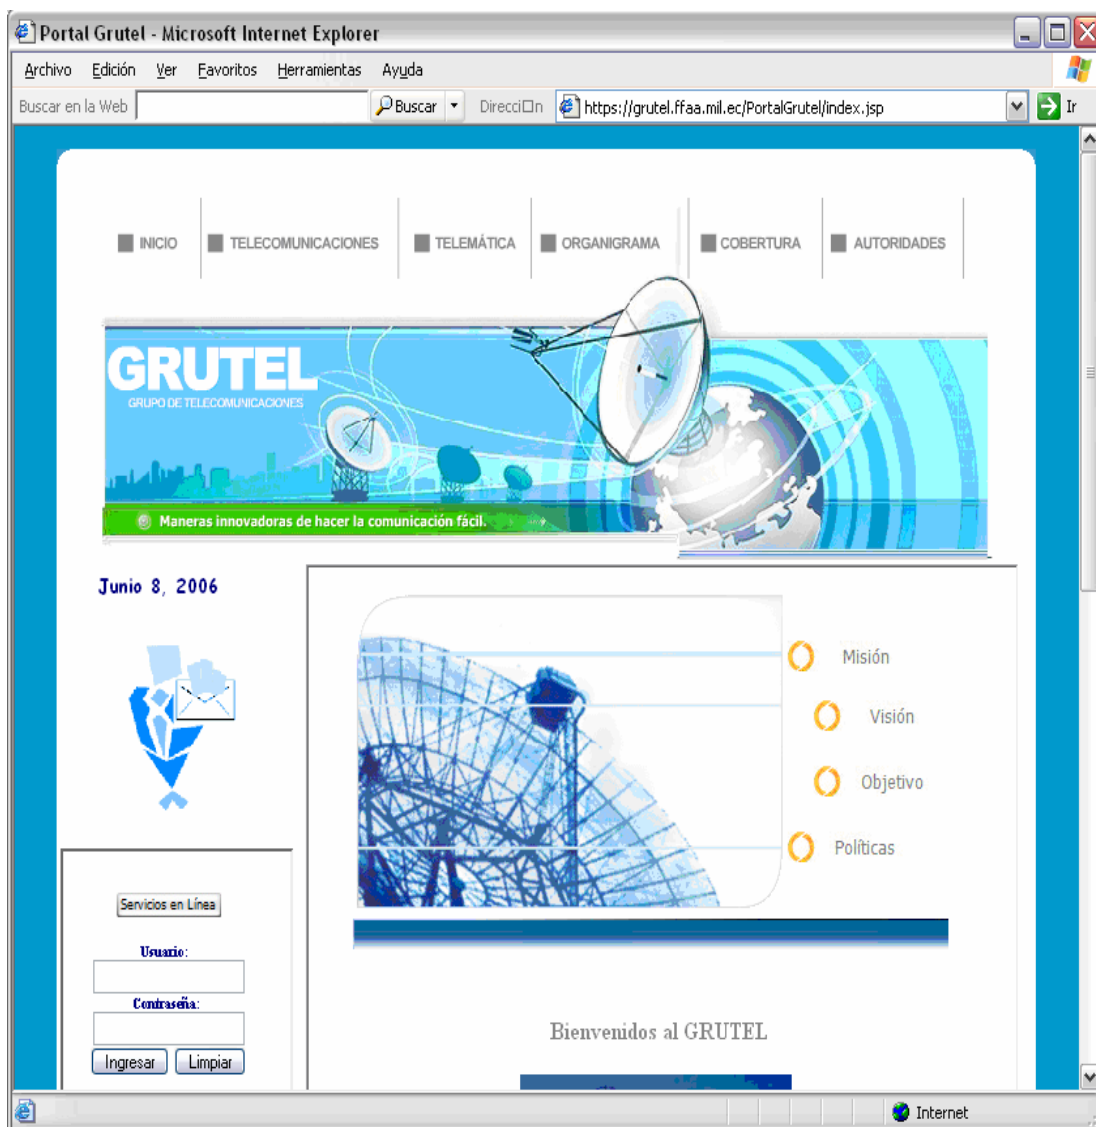 Portal Grutel - Microsoft Internet Explorer
Archivo Edición Ver Favoritos Herramientas Ayuda
Buscar en la Web Buscar Direcci□n https://grutel.ffaa.mil.ec/PortalGrutel/index.jsp Ir
INICIO TELECOMUNICACIONES TELEMÁTICA ORGANIGRAMA COBERTURA AUTORIDADES
GRUTEL
GRUPO DE TELECOMUNICACIONES
Maneras innovadoras de hacer la comunicación fácil.
Junio 8, 2006
Misión
Visión
Objetivo
Políticas
Servicios en Línea
Usuario:
Contraseña:
Ingresar Limpiar
Bienvenidos al GRUTEL
Internet